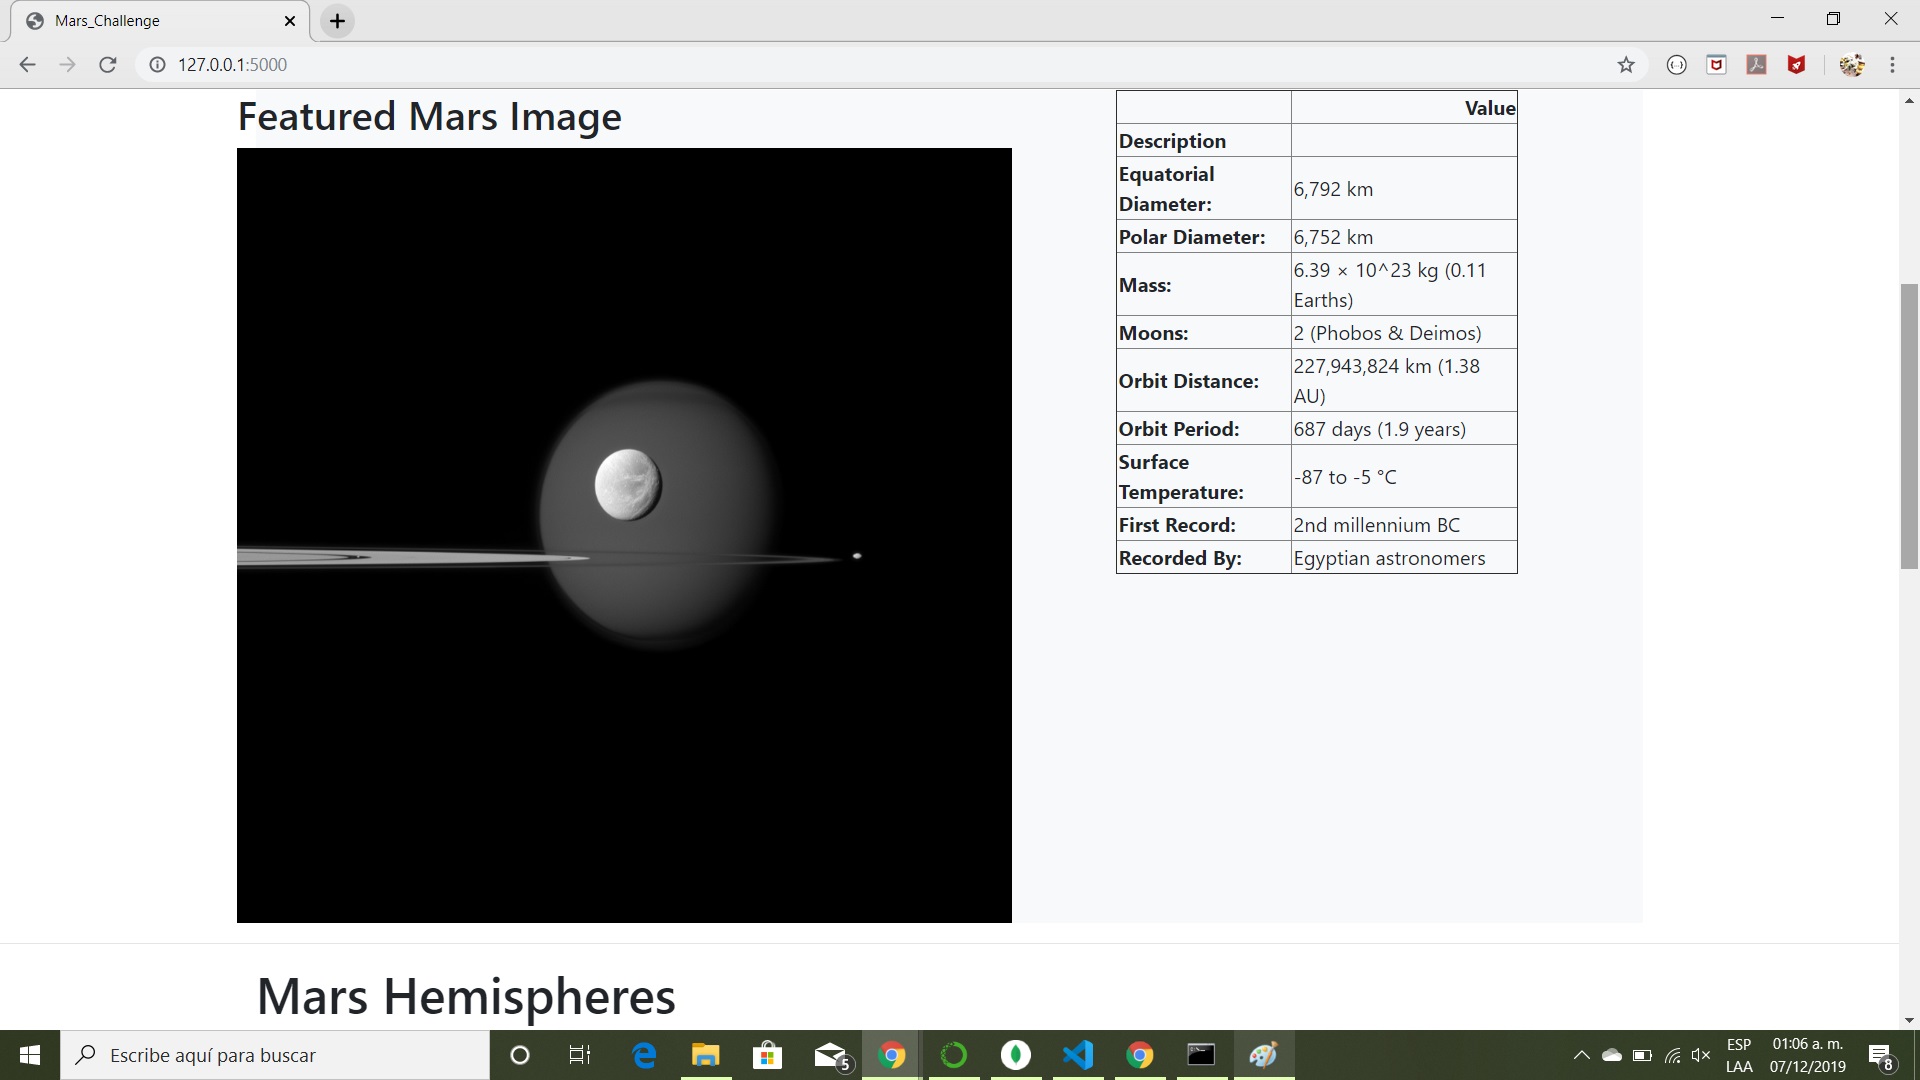 Mars_Challenge
127.0.0.1:5000
Featured Mars Image
Value
Description
Equatorial
Diameter:
6,792 km
Polar Diameter:
6,752 km
Mass:
6.39 × 10^23 kg (0.11
Earths)
Moons:
2 (Phobos & Deimos)
Orbit Distance:
227,943,824 km (1.38
AU)
Orbit Period:
687 days (1.9 years)
Surface
Temperature:
-87 to -5 °C
First Record:
2nd millennium BC
Recorded By:
Egyptian astronomers
Mars Hemispheres
Escribe aquí para buscar
5
ESP
LAA
01:06 a. m.
07/12/2019
8